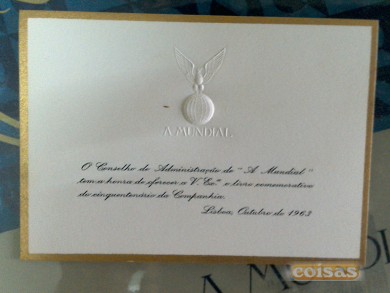 A MUNDIAL
O Conselho de Administração de "A Mundial"
tem a honra de oferecer a V. Ex.ª o livro comemorativo
do cinquentenário da Companhia.
Lisboa, Outubro de 1963
A MUNDI
coisas